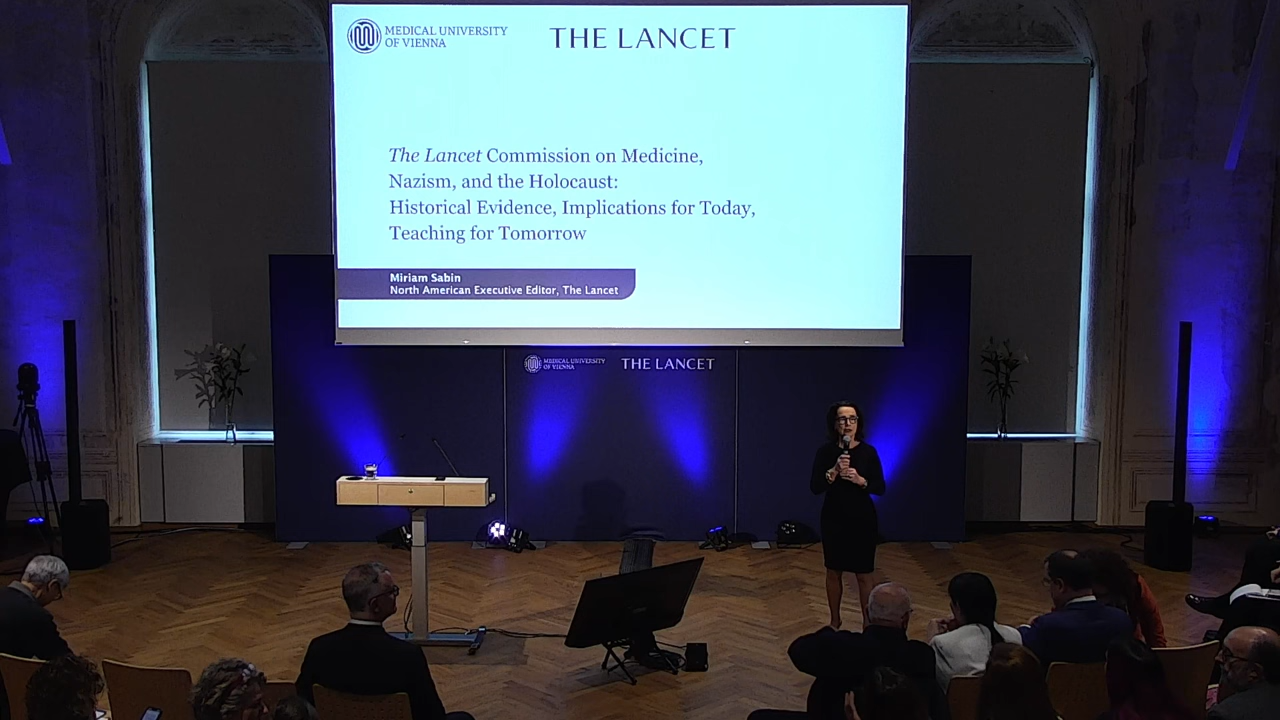 MEDICAL UNIVERSITY
OF VIENNA
THE LANCET
The Lancet Commission on Medicine,
Nazism, and the Holocaust:
Historical Evidence, Implications for Today,
Teaching for Tomorrow
Miriam Sabin
North American Executive Editor, The Lancet
MEDICAL UNIVERSITY
OF VIENNA
THE LANCET